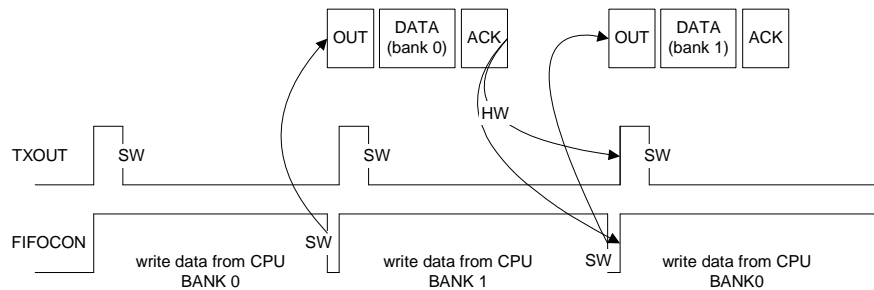 OUT DATA (bank 0) ACK OUT DATA (bank 1) ACK
HW
TXOUT SW SW SW
FIFOCON SW SW
write data from CPU write data from CPU write data from CPU
BANK 0 BANK 1 BANK0